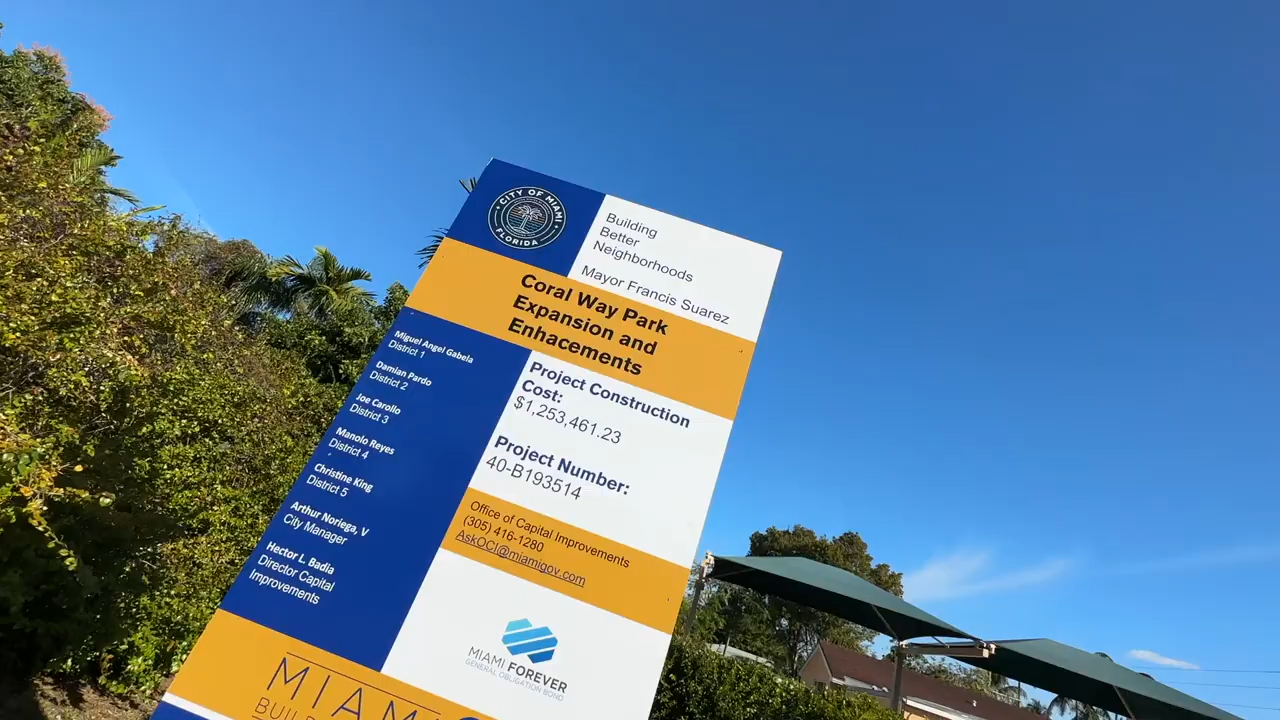 CITY OF MIAMI
FLORIDA
Building
Better
Neighborhoods
Mayor Francis Suarez
Coral Way Park
Expansion and
Enhacements
Miguel Angel Gabela
District 1
Damian Pardo
District 2
Joe Carollo
District 3
Manolo Reyes
District 4
Christine King
District 5
Arthur Noriega, V
City Manager
Hector L. Badia
Director Capital
Improvements
Project Construction
Cost:
$1,253,461.23
Project Number:
40-B193514
Office of Capital Improvements
(305) 416-1280
AskOCI@miamigov.com
MIAMI FOREVER
GENERAL OBLIGATION BOND
MIAMI